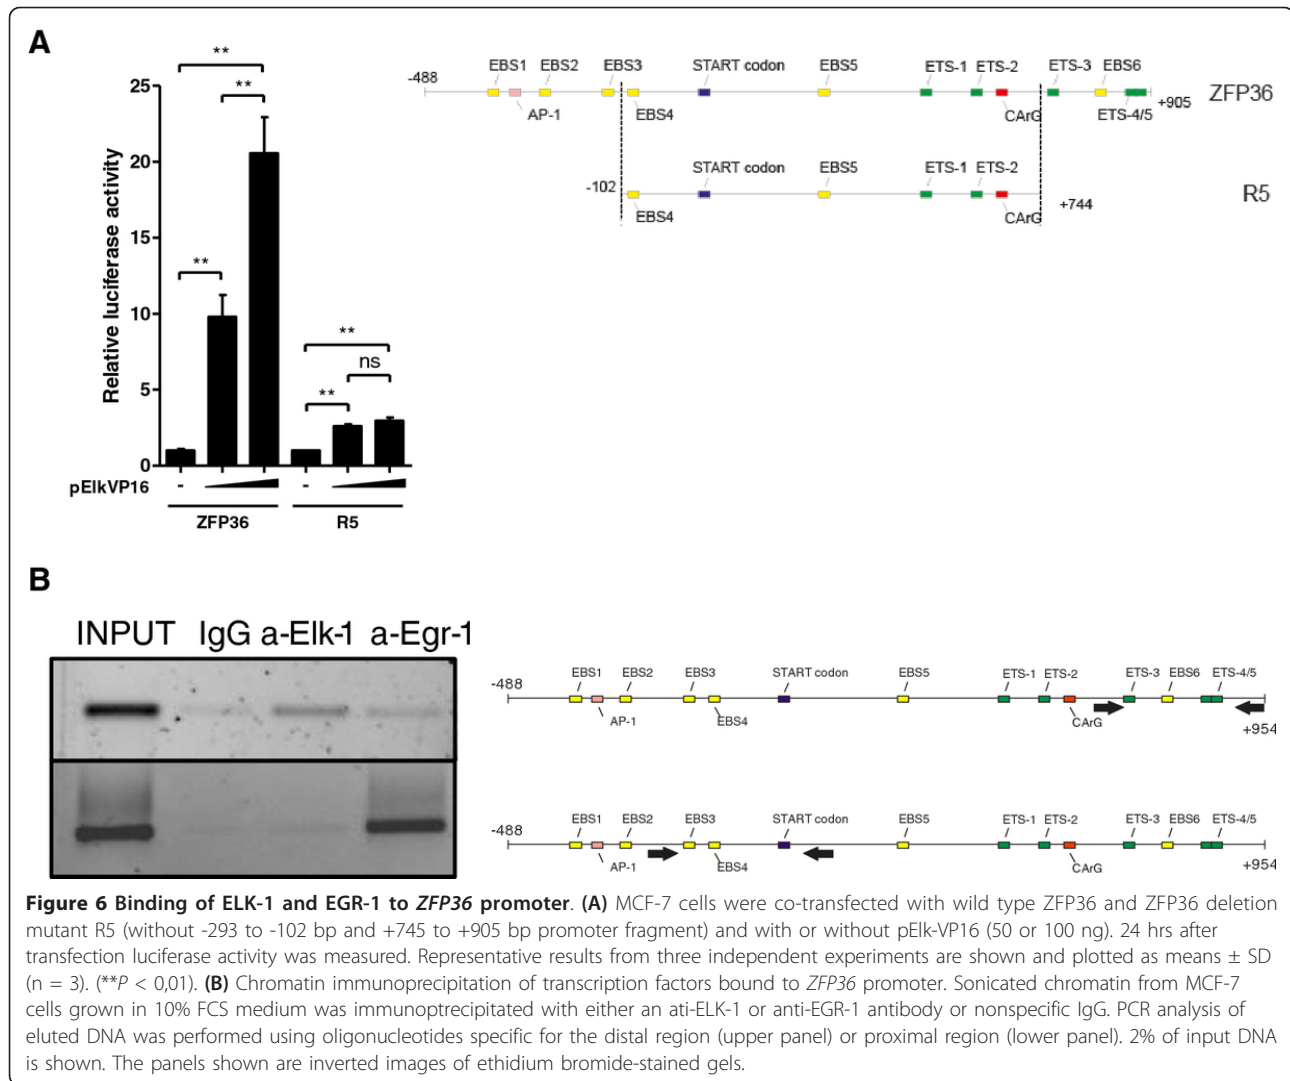 A
** 
**
**
**
ns
**
25
20
15
10
5
0
Relative luciferase activity
pElkVP16
- -
ZFP36 R5
-488 EBS1 EBS2 EBS3 START codon EBS5 ETS-1 ETS-2 ETS-3 EBS6
AP-1 EBS4 CArG ETS-4/5 +905 ZFP36
-102 START codon EBS5 ETS-1 ETS-2
EBS4 CArG +744 R5
B
INPUT IgG a-Elk-1 a-Egr-1
-488 EBS1 EBS2 EBS3 START codon EBS5 ETS-1 ETS-2 ETS-3 EBS6 ETS-4/5
AP-1 EBS4 CArG +954
-488 EBS1 EBS2 EBS3 START codon EBS5 ETS-1 ETS-2 ETS-3 EBS6 ETS-4/5
AP-1 EBS4 CArG +954
Figure 6 Binding of ELK-1 and EGR-1 to ZFP36 promoter. (A) MCF-7 cells were co-transfected with wild type ZFP36 and ZFP36 deletion
mutant R5 (without -293 to -102 bp and +745 to +905 bp promoter fragment) and with or without pElk-VP16 (50 or 100 ng). 24 hrs after
transfection luciferase activity was measured. Representative results from three independent experiments are shown and plotted as means ± SD
(n = 3). (**P < 0,01). (B) Chromatin immunoprecipitation of transcription factors bound to ZFP36 promoter. Sonicated chromatin from MCF-7
cells grown in 10% FCS medium was immunoptrecipitated with either an ati-ELK-1 or anti-EGR-1 antibody or nonspecific IgG. PCR analysis of
eluted DNA was performed using oligonucleotides specific for the distal region (upper panel) or proximal region (lower panel). 2% of input DNA
is shown. The panels shown are inverted images of ethidium bromide-stained gels.